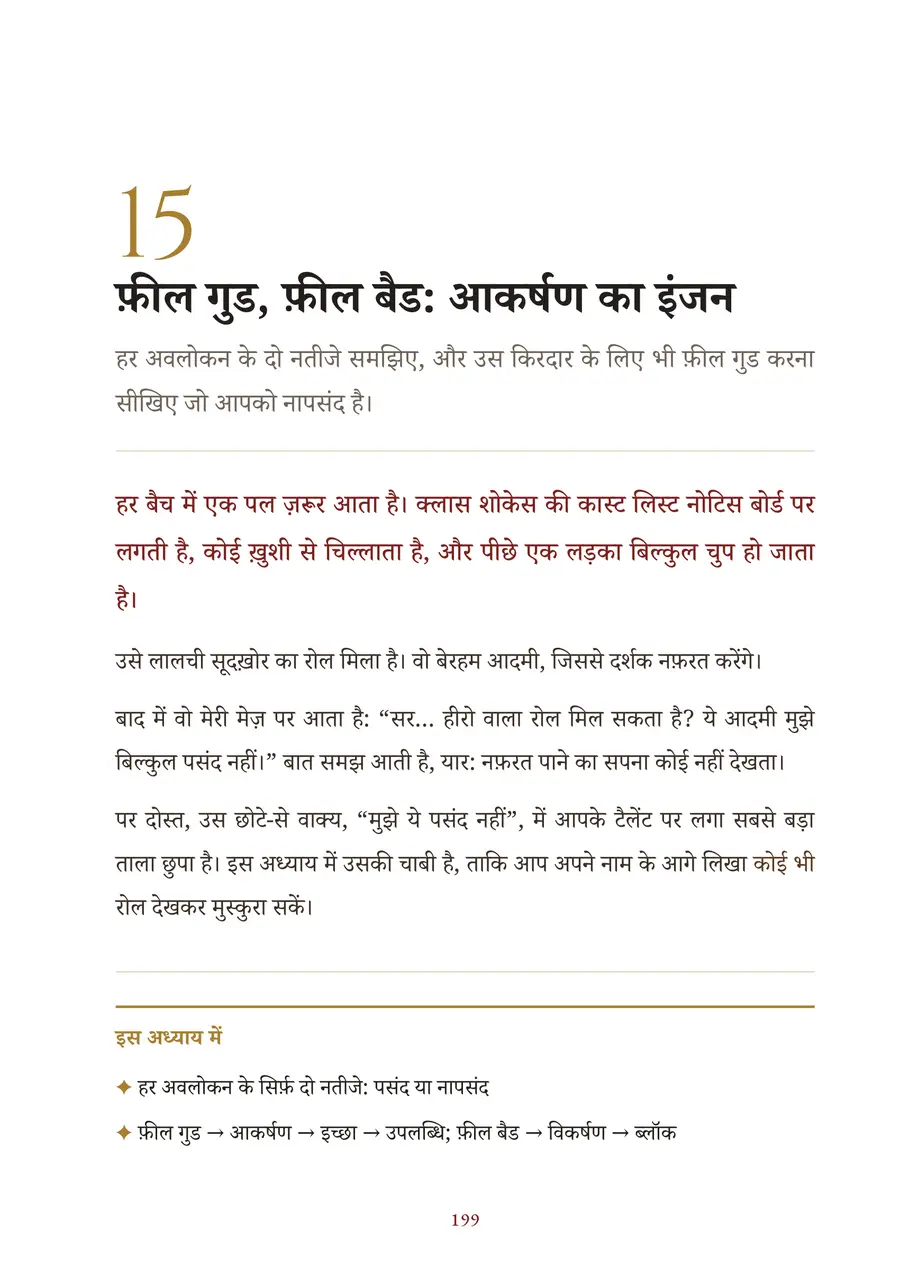 15
फ़ील गुड, फ़ील बैड: आकर्षण का इंजन
हर अवलोकन के दो नतीजे समझिए, और उस किरदार के लिए भी फ़ील गुड करना
सीखिए जो आपको नापसंद है।
हर बैच में एक पल ज़रूर आता है। क्लास शोकेस की कास्ट लिस्ट नोटिस बोर्ड पर
लगती है, कोई ख़ुशी से चिल्लाता है, और पीछे एक लड़का बिल्कुल चुप हो जाता
है।
उसे लालची सूदख़ोर का रोल मिला है। वो बेरहम आदमी, जिससे दर्शक नफ़रत करेंगे।
बाद में वो मेरी मेज़ पर आता है: “सर… हीरो वाला रोल मिल सकता है? ये आदमी मुझे
बिल्कुल पसंद नहीं।” बात समझ आती है, यार: नफ़रत पाने का सपना कोई नहीं देखता।
पर दोस्त, उस छोटे-से वाक्य, “मुझे ये पसंद नहीं”, में आपके टैलेंट पर लगा सबसे बड़ा
ताला छुपा है। इस अध्याय में उसकी चाबी है, ताकि आप अपने नाम के आगे लिखा कोई भी
रोल देखकर मुस्कुरा सकें।
इस अध्याय में
✦ हर अवलोकन के सिर्फ़ दो नतीजे: पसंद या नापसंद
✦ फ़ील गुड → आकर्षण → इच्छा → उपलब्धि; फ़ील बैड → विकर्षण → ब्लॉक
199